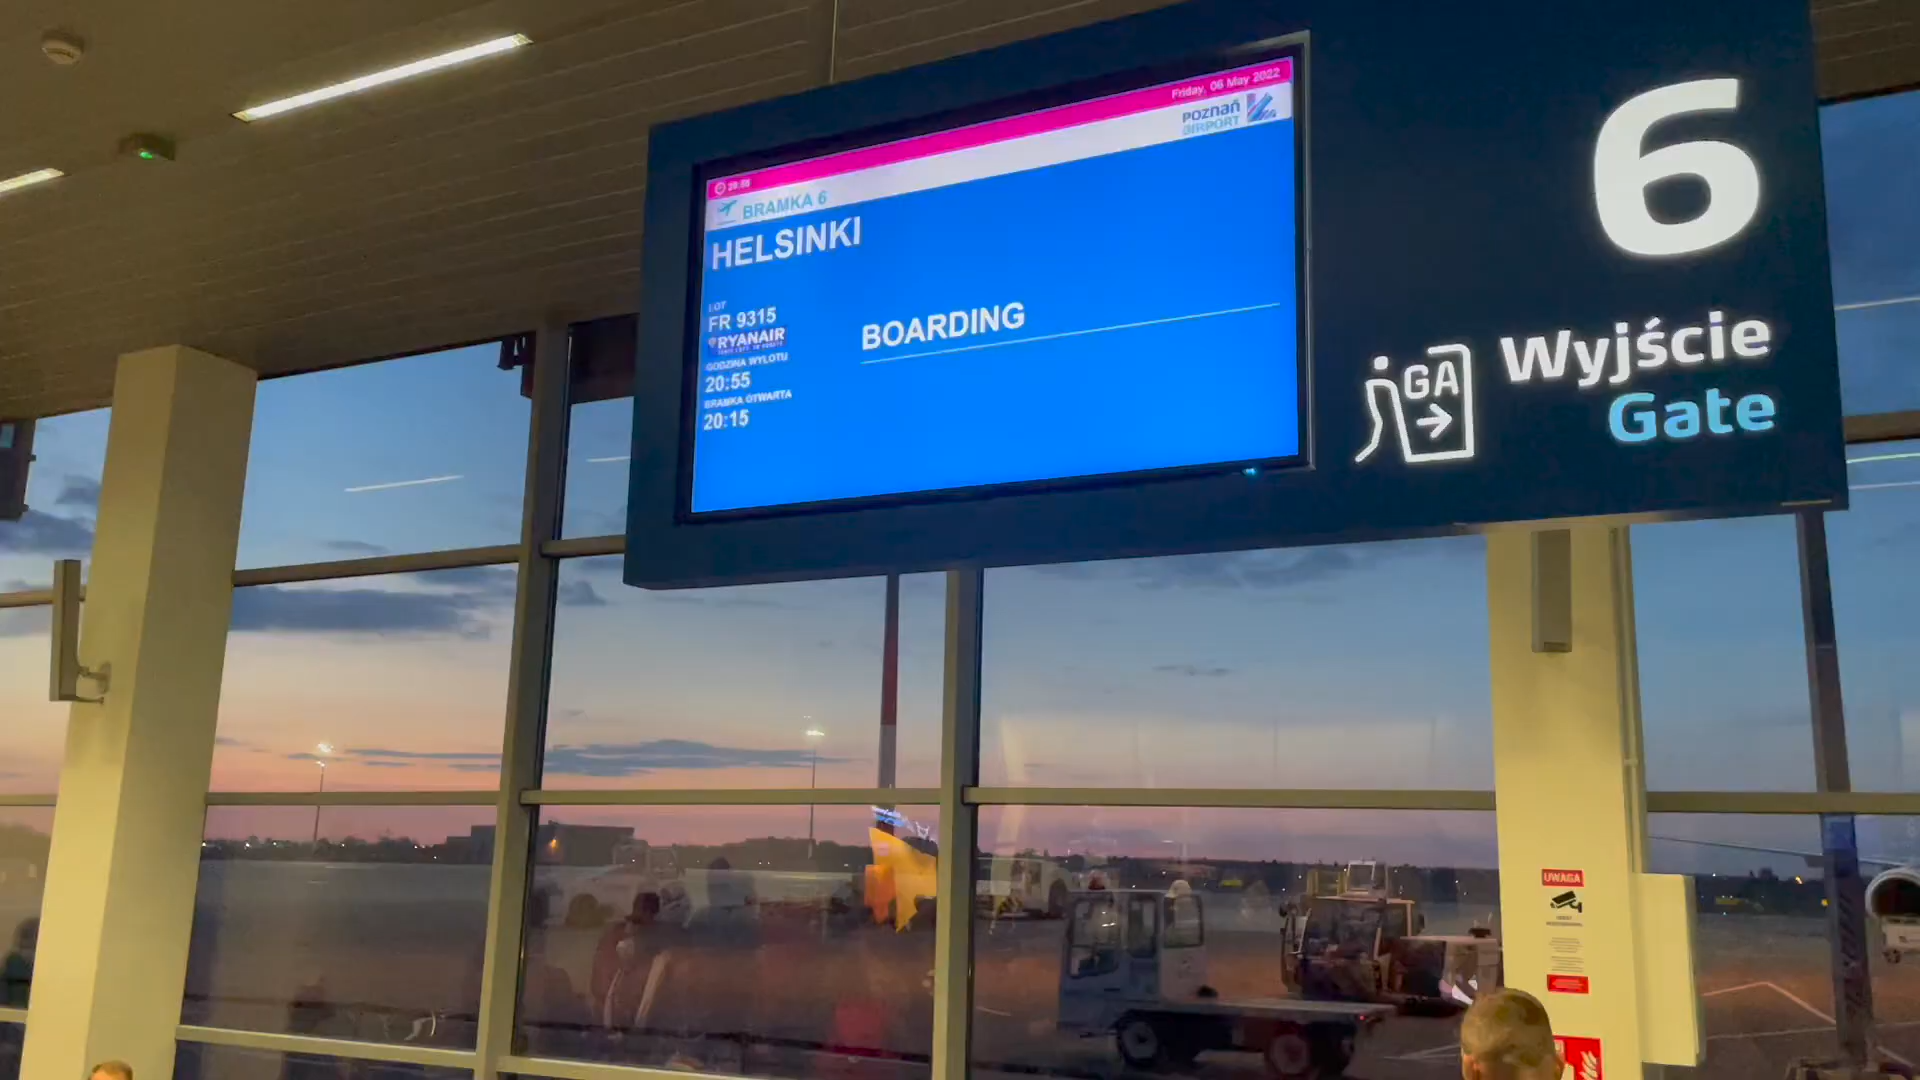 Friday, 06 May 2022
POZNAŃ
AIRPORT
BRAMKA 6
HELSINKI
LOT
FR 9315
RYANAIR
GODZINA WYLOTU
20:55
BRAMKA OTWARTA
20:15
BOARDING
6
GA
Wyjście
Gate
UWAGA